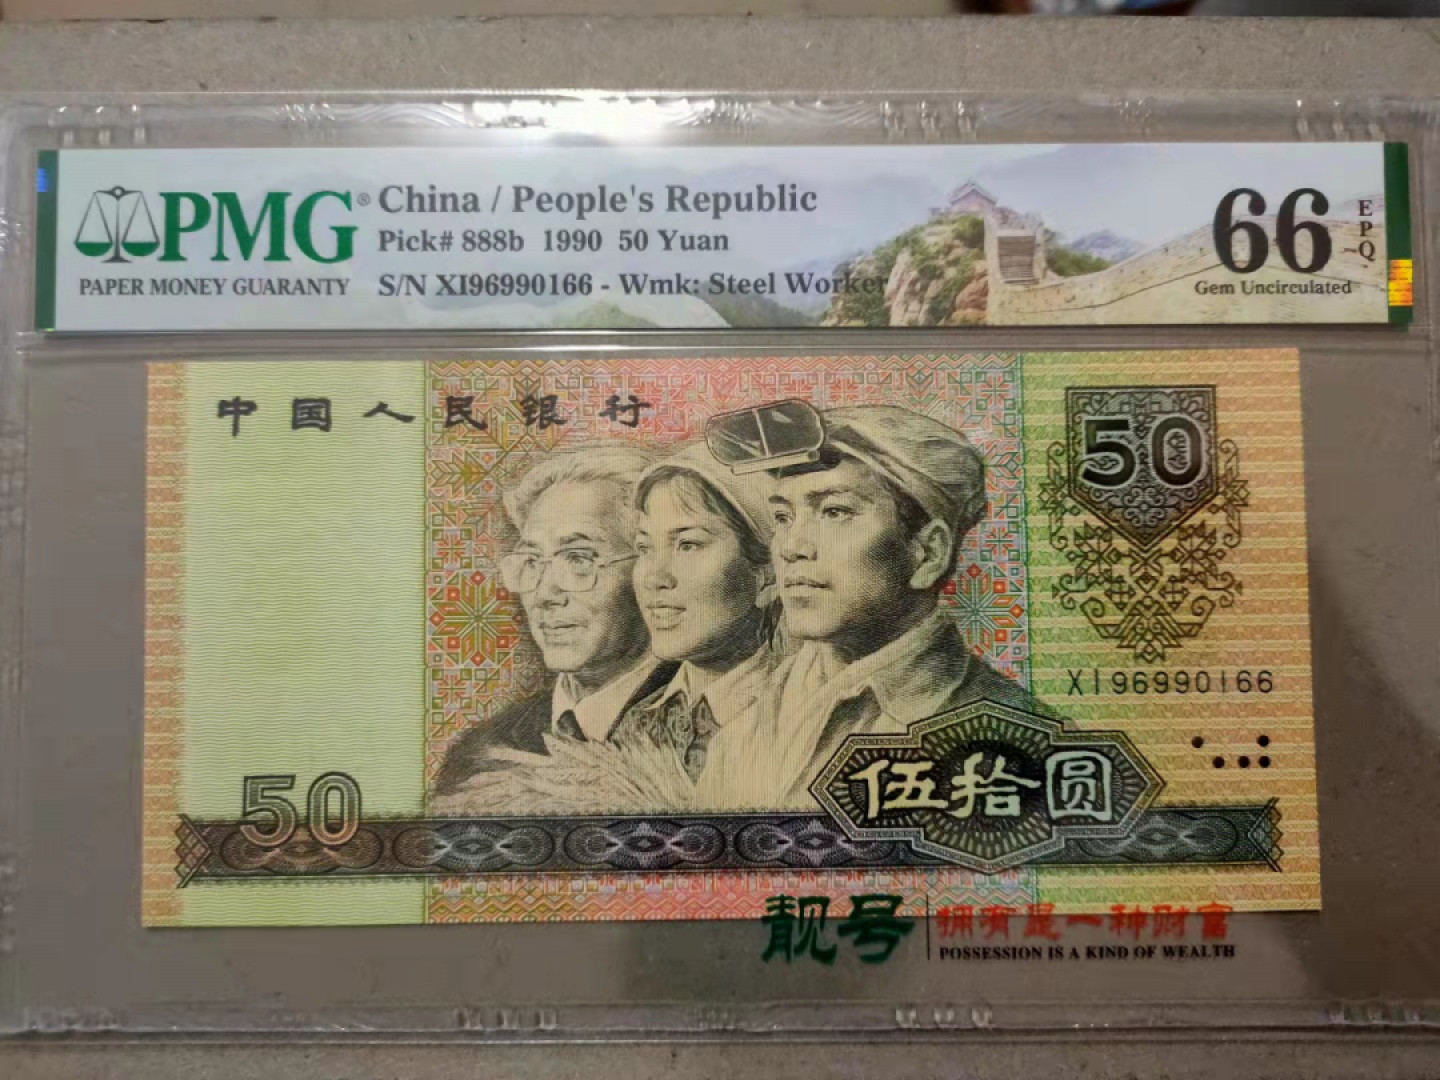 PMG®
PAPER MONEY GUARANTY
China / People's Republic
Pick# 888b 1990 50 Yuan
S/N XI96990166 - Wmk: Steel Worker
66
EPQ
Gem Uncirculated
中国人民银行
50
XI96990166
伍拾圆
50
靓号
拥有是一种财富
POSSESSION IS A KIND OF WEALTH